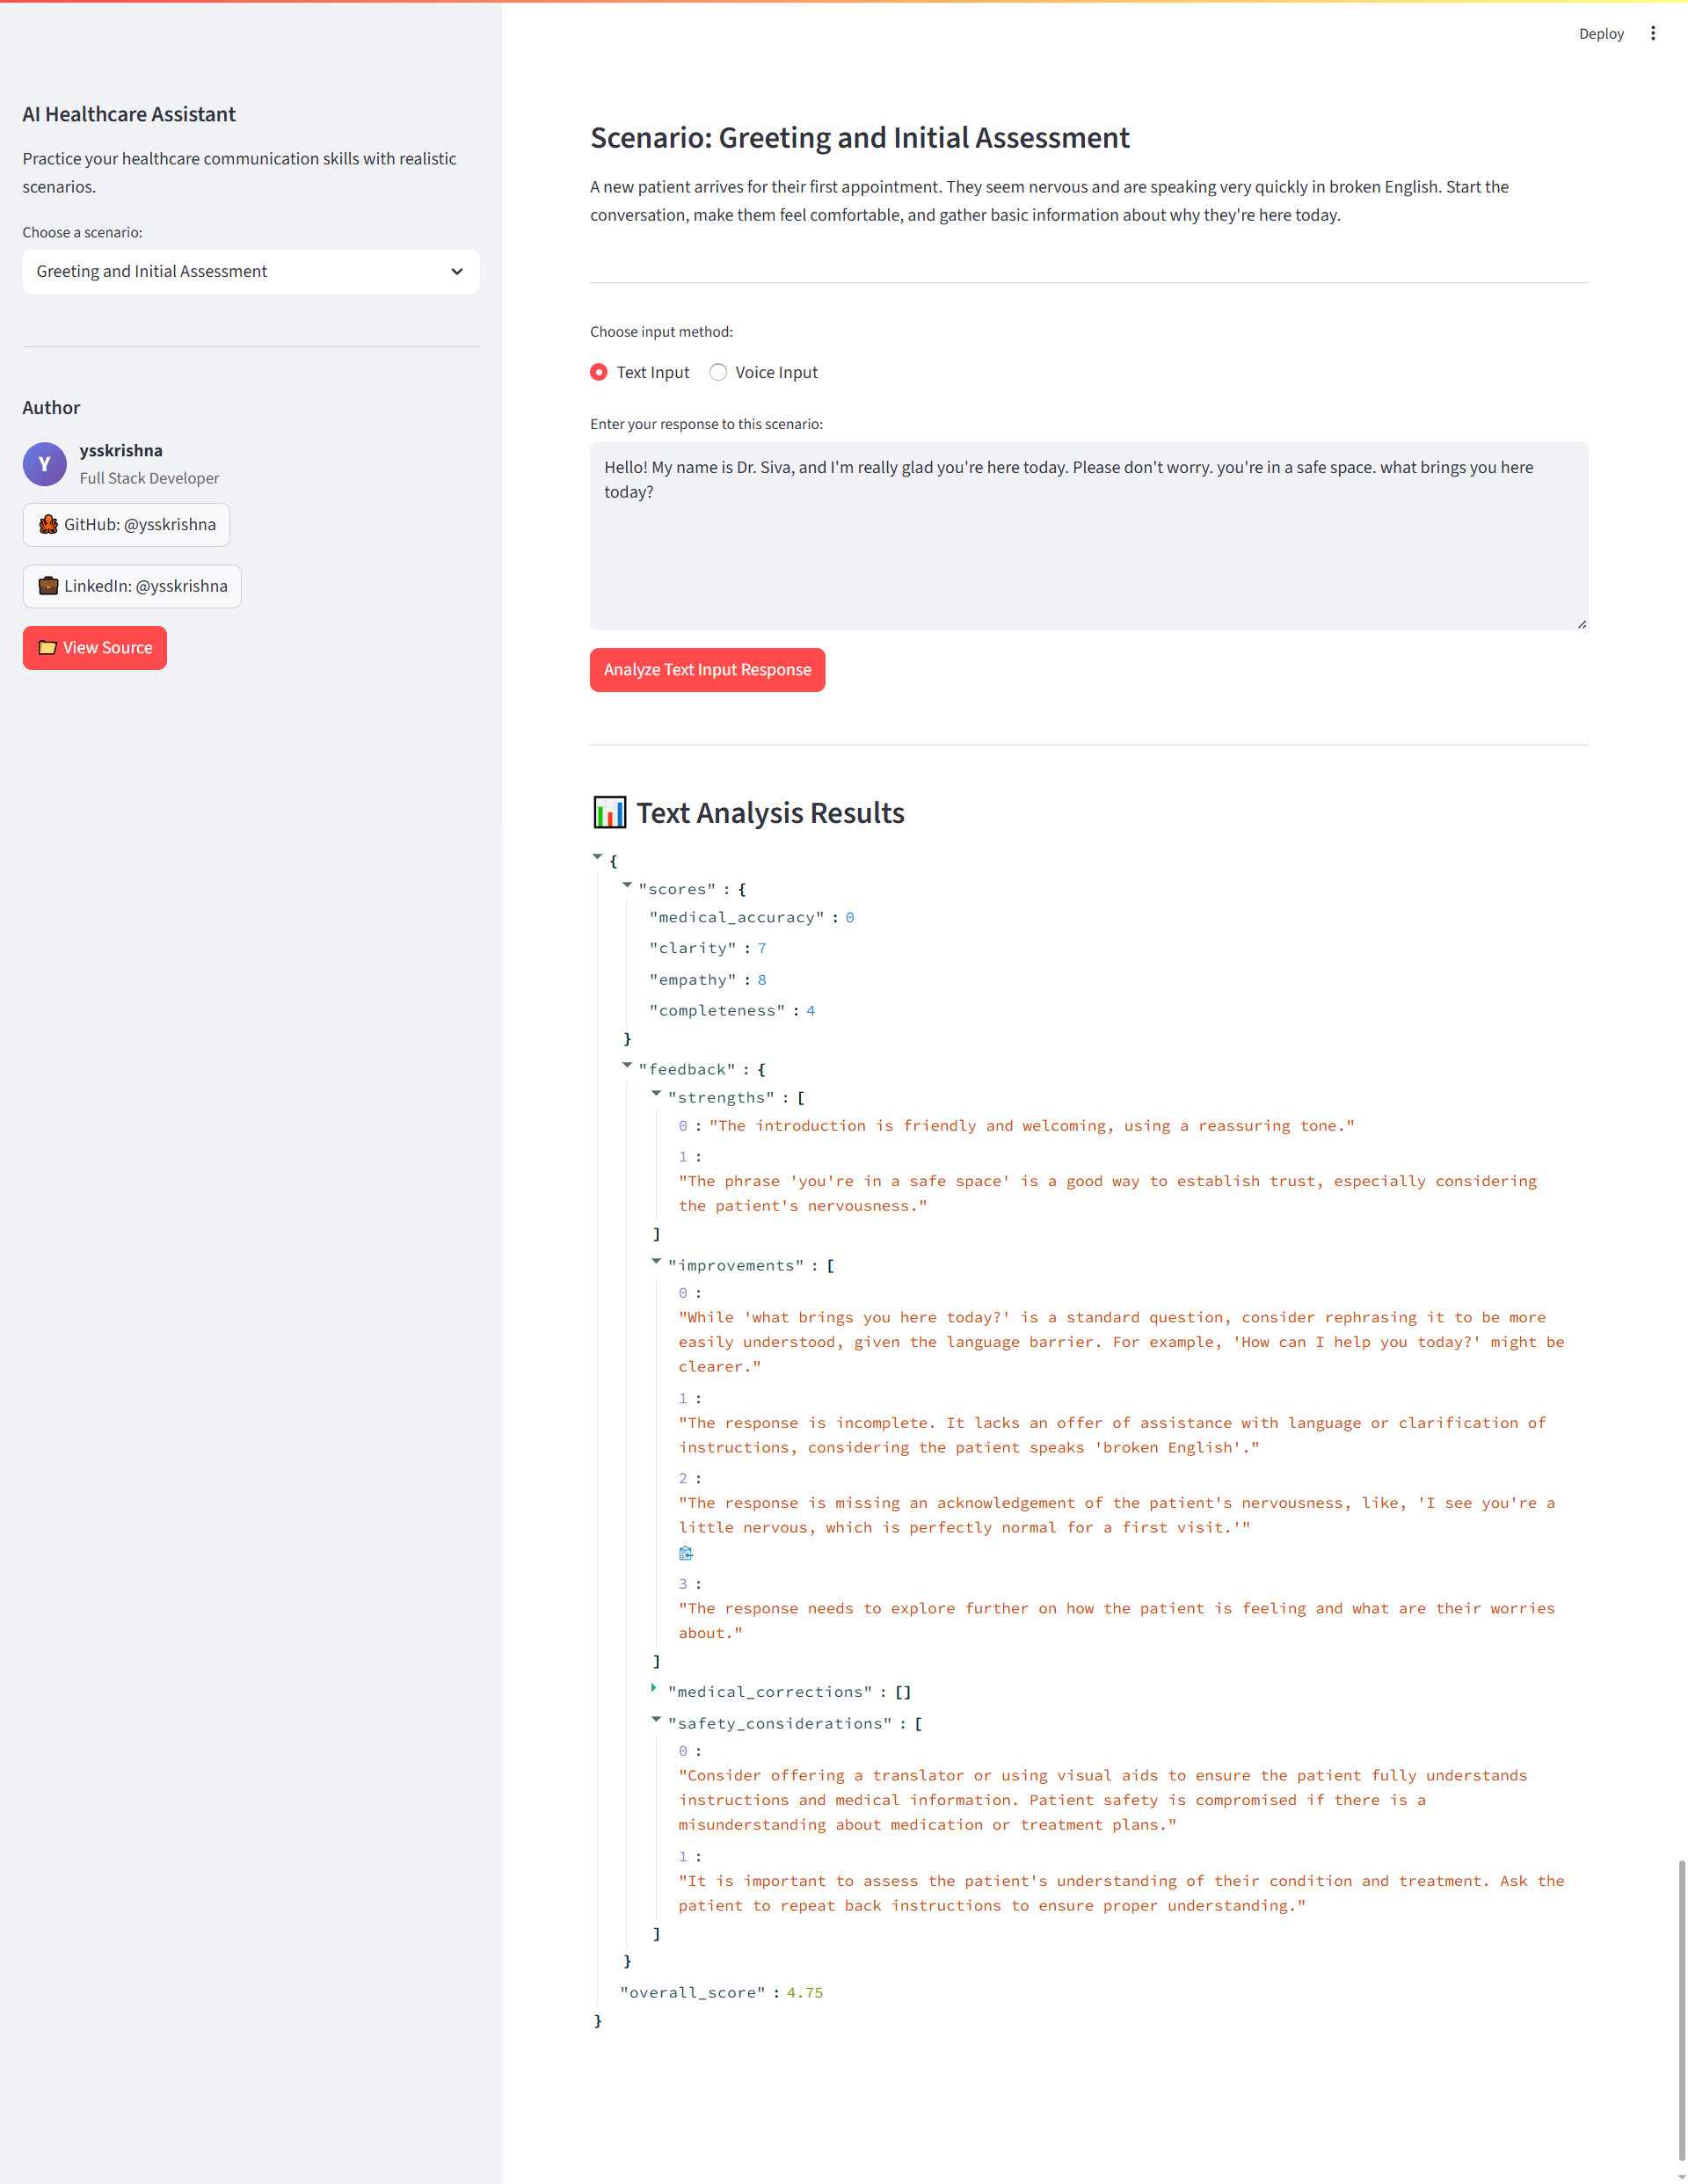 Deploy
AI Healthcare Assistant
Practice your healthcare communication skills with realistic
scenarios.
Choose a scenario:
Greeting and Initial Assessment
Author
Y
ysskrishna
Full Stack Developer
GitHub: @ysskrishna
LinkedIn: @ysskrishna
View Source
Scenario: Greeting and Initial Assessment
A new patient arrives for their first appointment. They seem nervous and are speaking very quickly in broken English. Start the
conversation, make them feel comfortable, and gather basic information about why they're here today.
Choose input method:
Text Input
Voice Input
Enter your response to this scenario:
Hello! My name is Dr. Siva, and I'm really glad you're here today. Please don't worry. you're in a safe space. what brings you here
today?
Analyze Text Input Response
Text Analysis Results
{
"scores" : {
"medical_accuracy" : 0
"clarity" : 7
"empathy" : 8
"completeness" : 4
}
"feedback" : {
"strengths" : [
0 : "The introduction is friendly and welcoming, using a reassuring tone."
1 :
"The phrase 'you're in a safe space' is a good way to establish trust, especially considering
the patient's nervousness."
]
"improvements" : [
0 :
"While 'what brings you here today?' is a standard question, consider rephrasing it to be more
easily understood, given the language barrier. For example, 'How can I help you today?' might be
clearer."
1 :
"The response is incomplete. It lacks an offer of assistance with language or clarification of
instructions, considering the patient speaks 'broken English'."
2 :
"The response is missing an acknowledgement of the patient's nervousness, like, 'I see you're a
little nervous, which is perfectly normal for a first visit.'"
3 :
"The response needs to explore further on how the patient is feeling and what are their worries
about."
]
"medical_corrections" : []
"safety_considerations" : [
0 :
"Consider offering a translator or using visual aids to ensure the patient fully understands
instructions and medical information. Patient safety is compromised if there is a
misunderstanding about medication or treatment plans."
1 :
"It is important to assess the patient's understanding of their condition and treatment. Ask the
patient to repeat back instructions to ensure proper understanding."
]
}
"overall_score" : 4.75
}